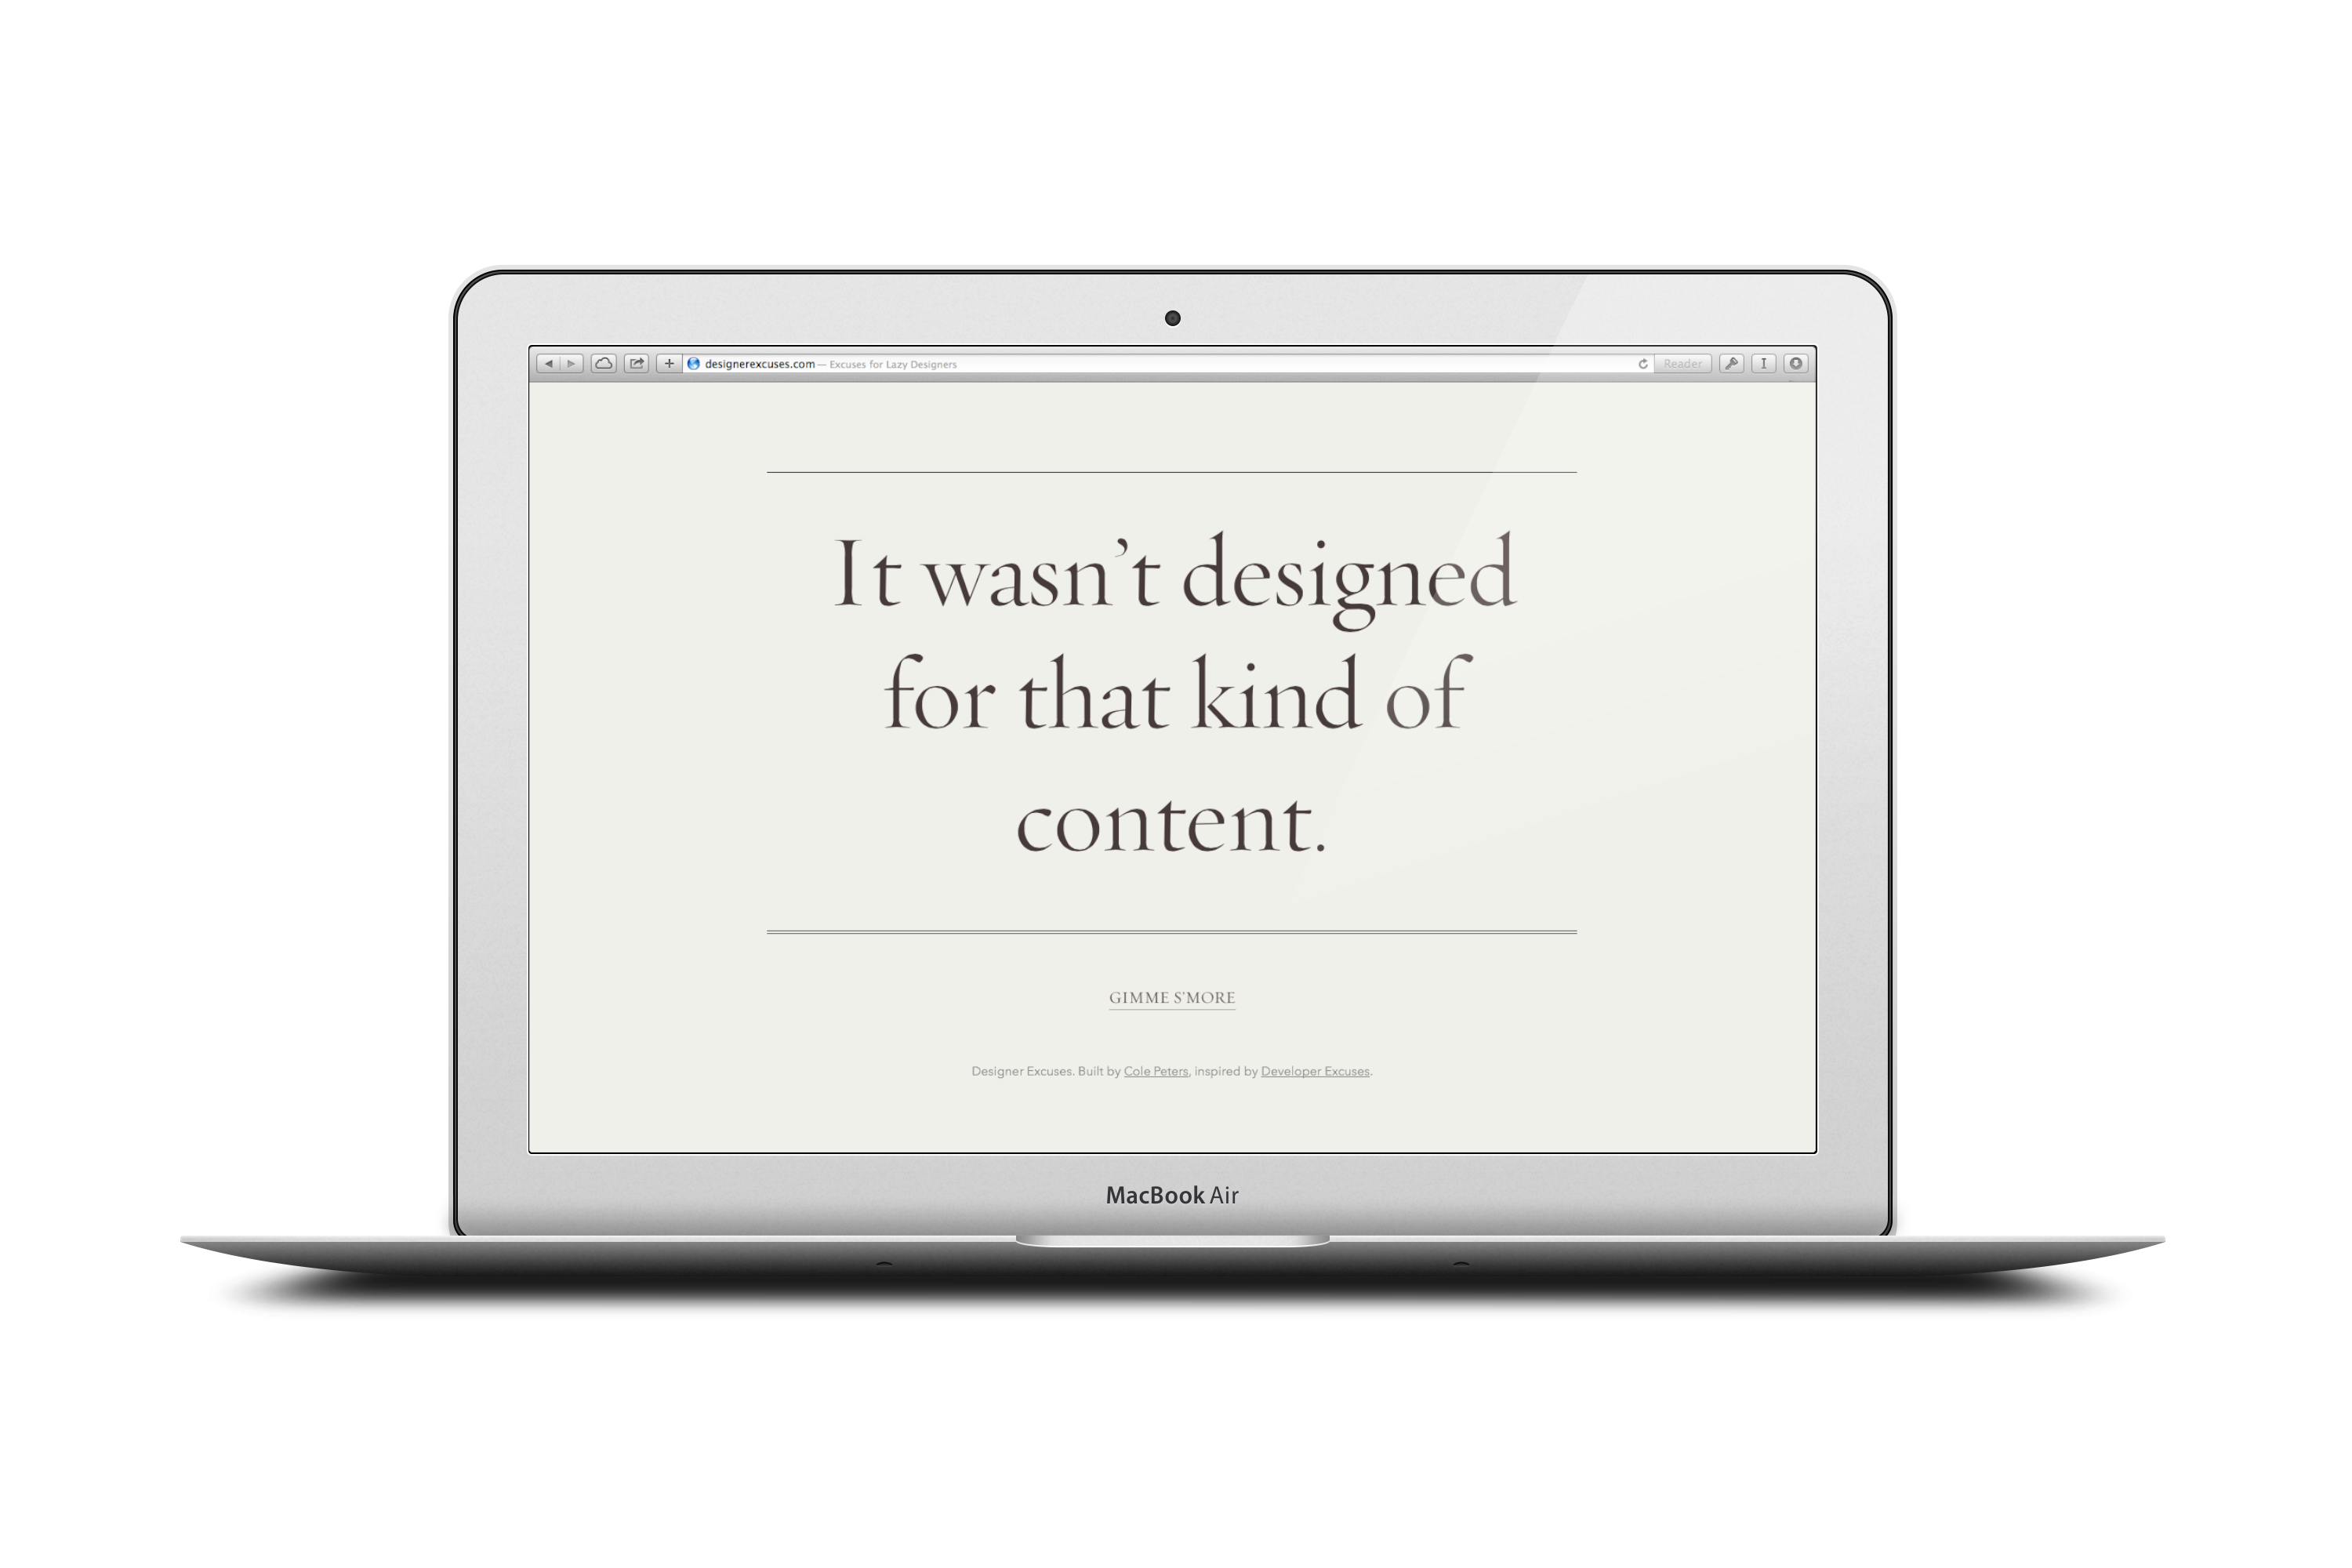 designerexcuses.com — Excuses for Lazy Designers
Reader
It wasn’t designed
for that kind of
content.
GIMME S’MORE
Designer Excuses. Built by Cole Peters, inspired by Developer Excuses.
MacBook Air